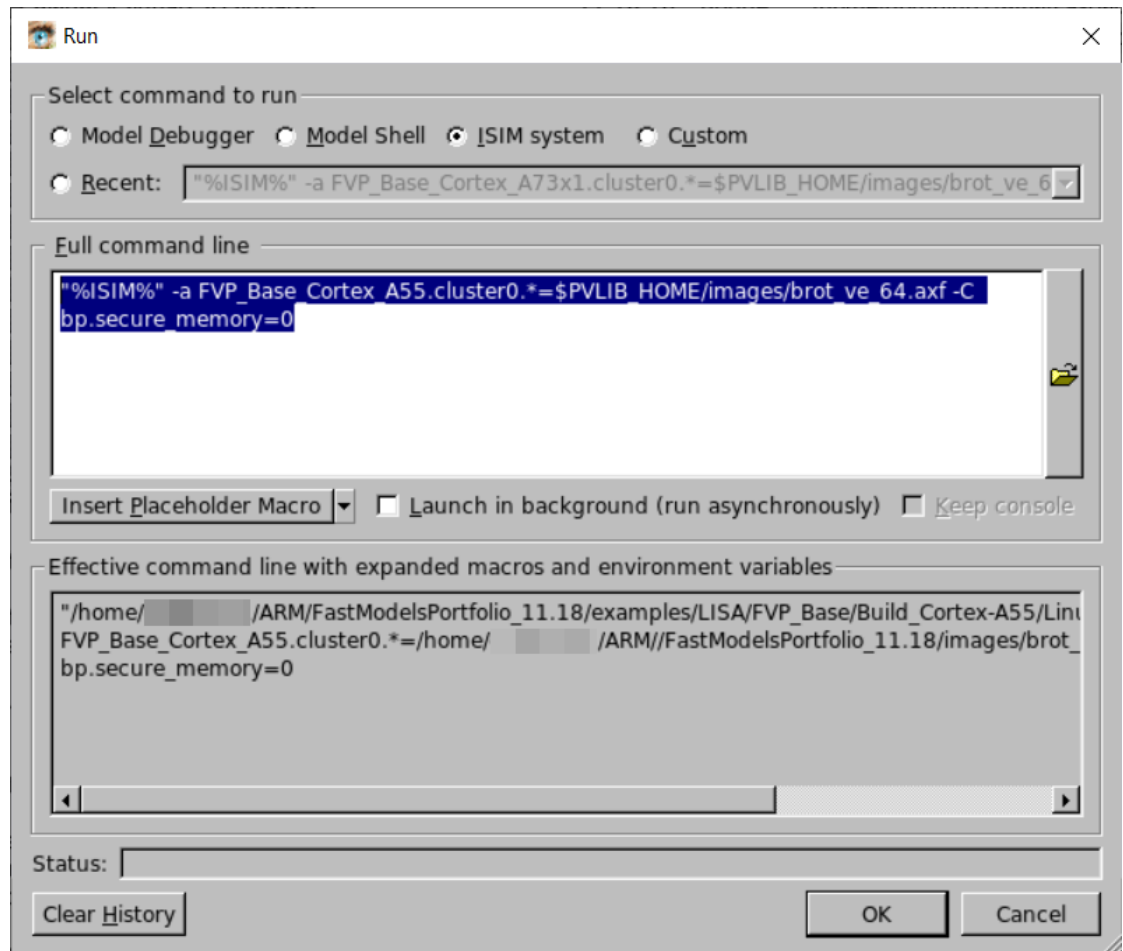 Run
Select command to run
Model Debugger Model Shell ISIM system Custom
Recent: "%ISIM%" -a FVP_Base_Cortex_A73x1.cluster0.*=$PVLIB_HOME/images/brot_ve_6
Full command line
"%ISIM%" -a FVP_Base_Cortex_A55.cluster0.*=$PVLIB_HOME/images/brot_ve_64.axf -C
bp.secure_memory=0
Insert Placeholder Macro Launch in background (run asynchronously) Keep console
Effective command line with expanded macros and environment variables
"/home/ /ARM/FastModelsPortfolio_11.18/examples/LISA/FVP_Base/Build_Cortex-A55/Linu
FVP_Base_Cortex_A55.cluster0.*=/home/ /ARM//FastModelsPortfolio_11.18/images/brot_
bp.secure_memory=0
Status:
Clear History OK Cancel